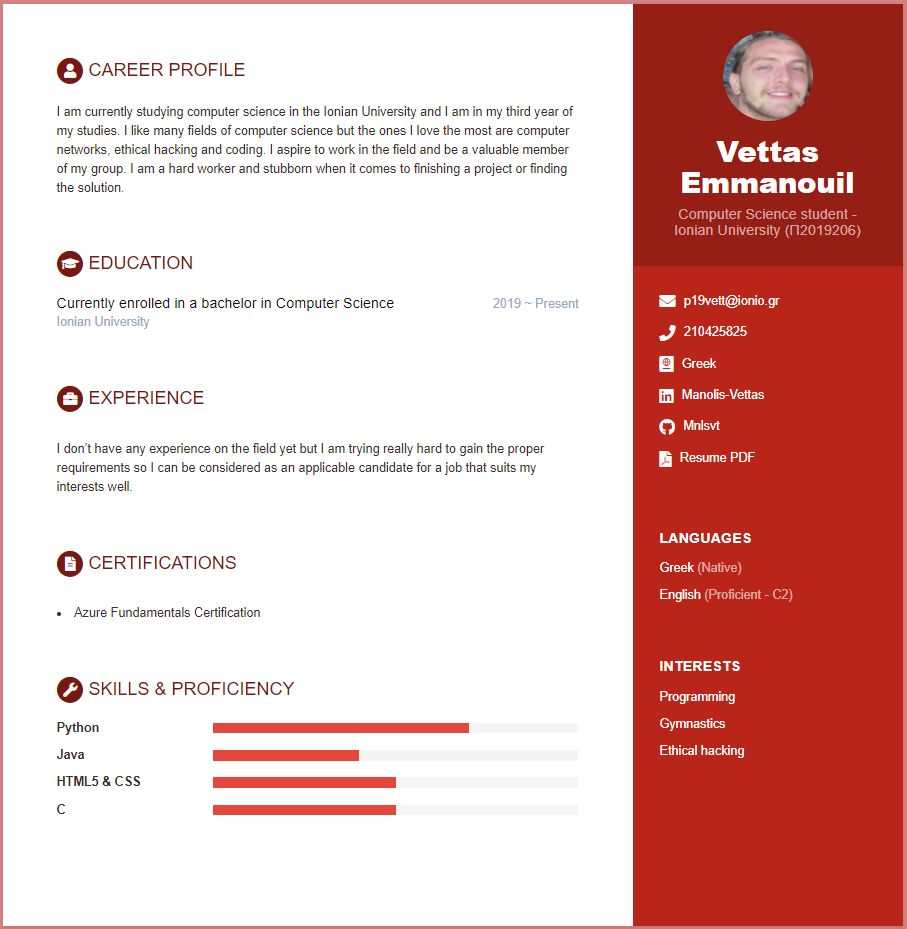 CAREER PROFILE
I am currently studying computer science in the Ionian University and I am in my third year of
my studies. I like many fields of computer science but the ones I love the most are computer
networks, ethical hacking and coding. I aspire to work in the field and be a valuable member
of my group. I am a hard worker and stubborn when it comes to finishing a project or finding
the solution.
EDUCATION
Currently enrolled in a bachelor in Computer Science 2019 ~ Present
Ionian University
EXPERIENCE
I don't have any experience on the field yet but I am trying really hard to gain the proper
requirements so I can be considered as an applicable candidate for a job that suits my
interests well.
CERTIFICATIONS
• Azure Fundamentals Certification
SKILLS & PROFICIENCY
Python
Java
HTML5 & CSS
C
Vettas
Emmanouil
Computer Science student -
Ionian University (Π2019206)
p19vett@ionio.gr
210425825
Greek
Manolis-Vettas
Mnlsvt
Resume PDF
LANGUAGES
Greek (Native)
English (Proficient - C2)
INTERESTS
Programming
Gymnastics
Ethical hacking